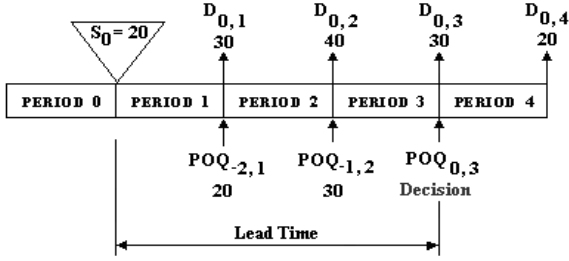 D0, 1 D0, 2 D0, 3 D0, 4
S0 = 20 30 40 30 20
PERIOD 0 PERIOD 1 PERIOD 2 PERIOD 3 PERIOD 4
POQ-2, 1 POQ-1, 2 POQ0, 3
20 30 Decision
Lead Time